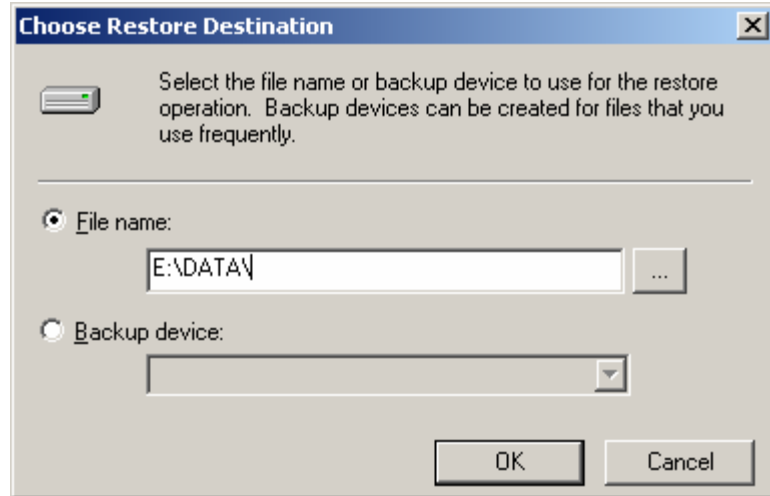 Choose Restore Destination
Select the file name or backup device to use for the restore
operation. Backup devices can be created for files that you
use frequently.
File name:
E:\DATA\
...
Backup device:
OK Cancel